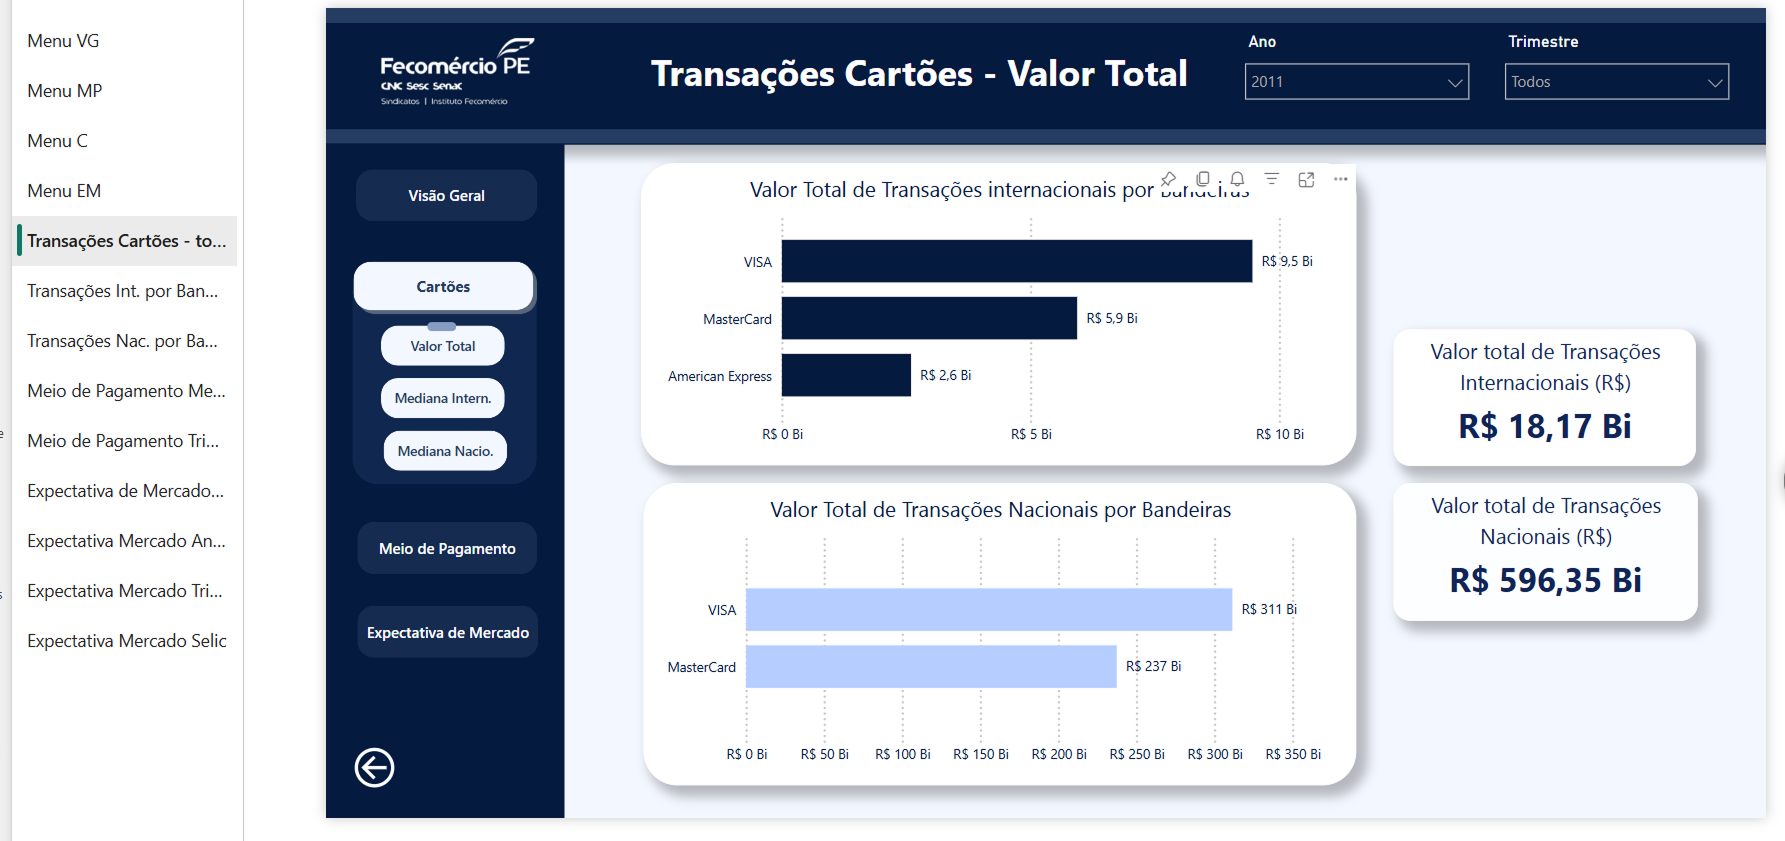 Menu VG
Menu MP
Menu C
Menu EM
Transações Cartões - to...
Transações Int. por Ban...
Transações Nac. por Ba...
Meio de Pagamento Me...
Meio de Pagamento Tri...
Expectativa de Mercado...
Expectativa Mercado An...
Expectativa Mercado Tri...
Expectativa Mercado Selic
Fecomércio PE
CNC Sesc Senac
Sindicatos | Instituto Fecomércio
Transações Cartões - Valor Total
Ano
2011
Trimestre
Todos
Visão Geral
Cartões
Valor Total
Mediana Intern.
Mediana Nacio.
Meio de Pagamento
Expectativa de Mercado
Valor Total de Transações internacionais por Bandeiras
VISA
R$ 9,5 Bi
MasterCard
R$ 5,9 Bi
American Express
R$ 2,6 Bi
R$ 0 Bi
R$ 5 Bi
R$ 10 Bi
Valor total de Transações
Internacionais (R$)
R$ 18,17 Bi
Valor Total de Transações Nacionais por Bandeiras
VISA
R$ 311 Bi
MasterCard
R$ 237 Bi
R$ 0 Bi
R$ 50 Bi
R$ 100 Bi
R$ 150 Bi
R$ 200 Bi
R$ 250 Bi
R$ 300 Bi
R$ 350 Bi
Valor total de Transações
Nacionais (R$)
R$ 596,35 Bi